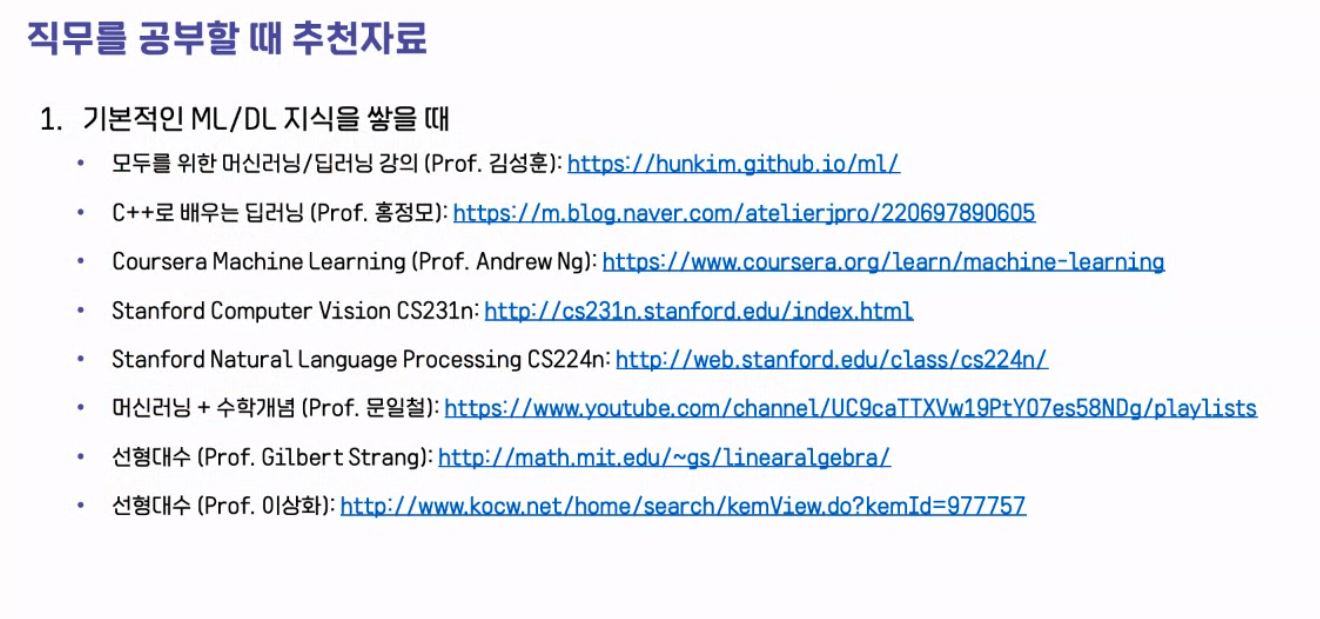 직무를 공부할 때 추천자료
1. 기본적인 ML/DL 지식을 쌓을 때
• 모두를 위한 머신러닝/딥러닝 강의 (Prof. 김성훈): https://hunkim.github.io/ml/
• C++로 배우는 딥러닝 (Prof. 홍정모): https://m.blog.naver.com/atelierjpro/220697890605
• Coursera Machine Learning (Prof. Andrew Ng): https://www.coursera.org/learn/machine-learning
• Stanford Computer Vision CS231n: http://cs231n.stanford.edu/index.html
• Stanford Natural Language Processing CS224n: http://web.stanford.edu/class/cs224n/
• 머신러닝 + 수학개념 (Prof. 문일철): https://www.youtube.com/channel/UC9caTTXVw19PtY07es58NDg/playlists
• 선형대수 (Prof. Gilbert Strang): http://math.mit.edu/~gs/linearalgebra/
• 선형대수 (Prof. 이상화): http://www.kocw.net/home/search/kemView.do?kemId=977757